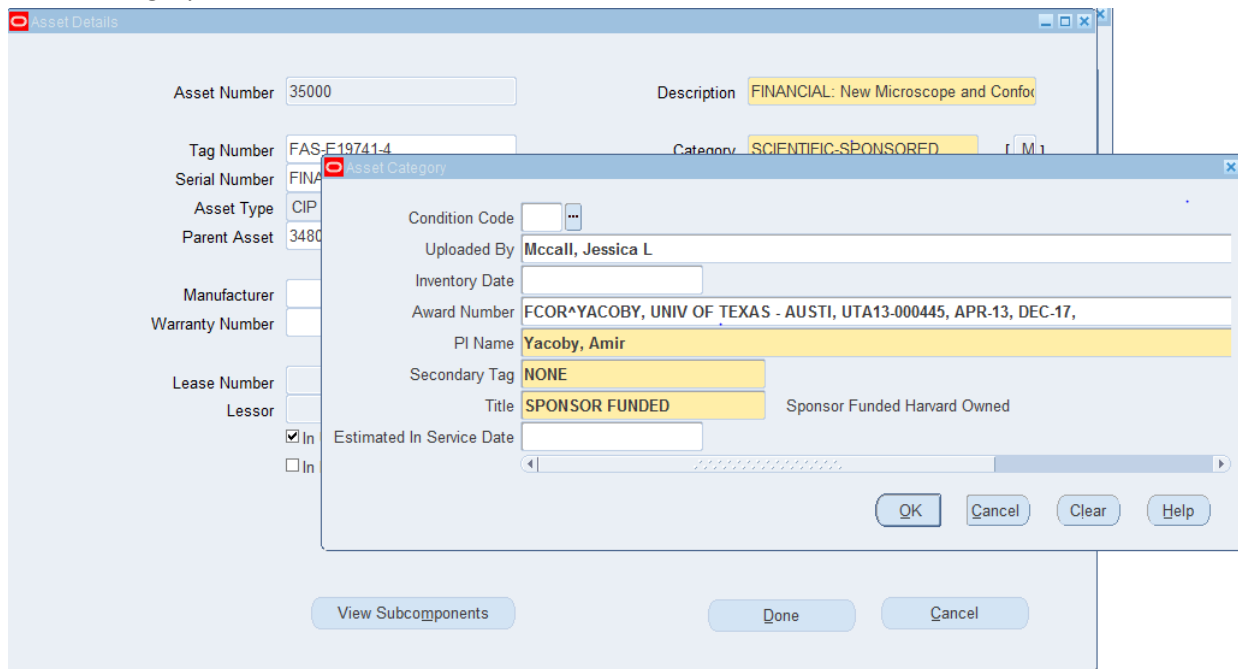 Asset Details
Asset Number 35000 Description FINANCIAL: New Microscope and Confoc
Tag Number FAS-E19741-4 Category SCIENTIFIC-SPONSORED [ M ]
Serial Number FINA
Asset Type CIP
Parent Asset 3480
Manufacturer
Warranty Number
Lease Number
Lessor
In
In
Asset Category
Condition Code ...
Uploaded By Mccall, Jessica L
Inventory Date
Award Number FCOR^YACOBY, UNIV OF TEXAS - AUSTI, UTA13-000445, APR-13, DEC-17,
PI Name Yacoby, Amir
Secondary Tag NONE
Title SPONSOR FUNDED Sponsor Funded Harvard Owned
Estimated In Service Date
OK Cancel Clear Help
View Subcomponents Done Cancel